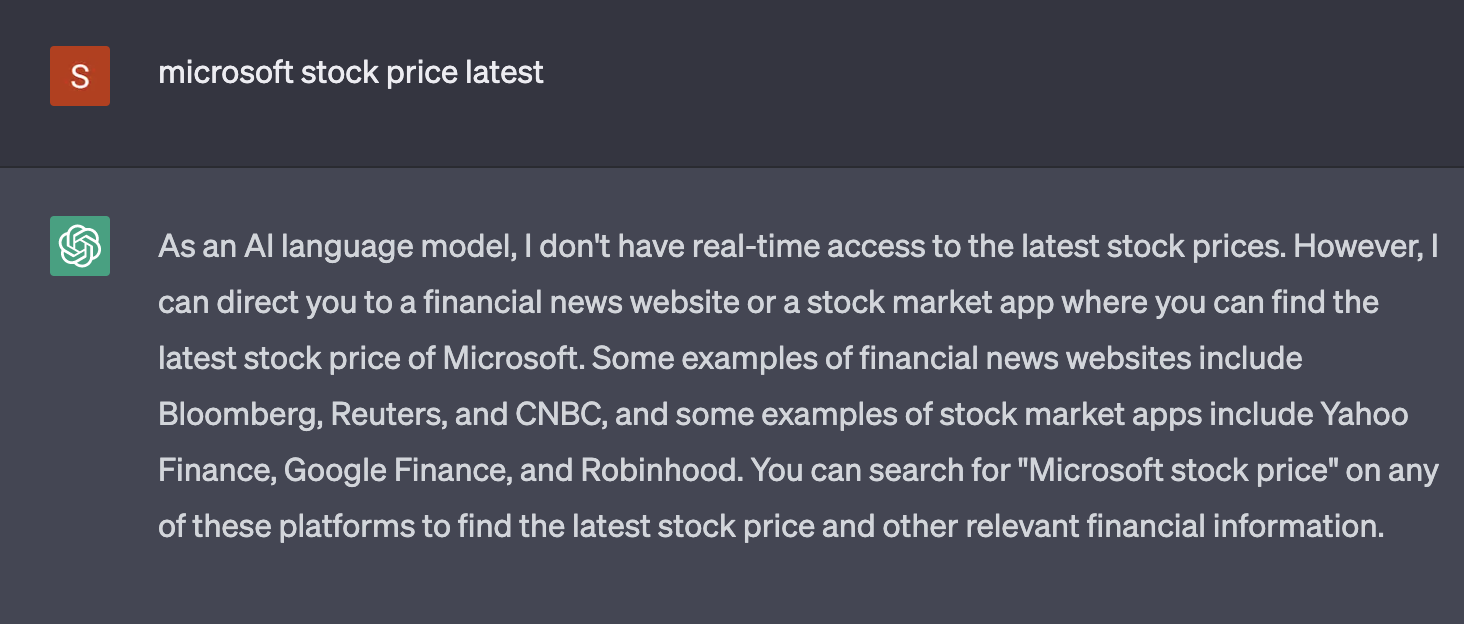 S
microsoft stock price latest
As an AI language model, I don't have real-time access to the latest stock prices. However, I
can direct you to a financial news website or a stock market app where you can find the
latest stock price of Microsoft. Some examples of financial news websites include
Bloomberg, Reuters, and CNBC, and some examples of stock market apps include Yahoo
Finance, Google Finance, and Robinhood. You can search for "Microsoft stock price" on any
of these platforms to find the latest stock price and other relevant financial information.